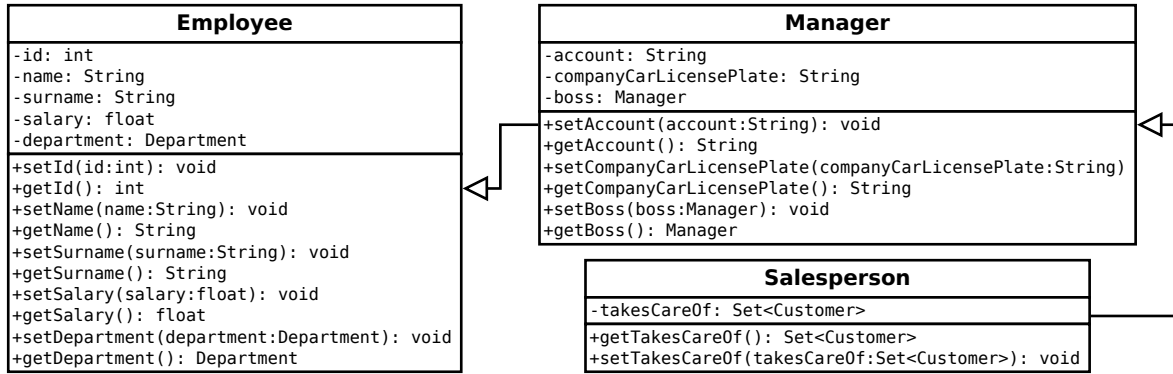 Employee
-id: int
-name: String
-surname: String
-salary: float
-department: Department
+setId(id:int): void
+getId(): int
+setName(name:String): void
+getName(): String
+setSurname(surname:String): void
+getSurname(): String
+setSalary(salary:float): void
+getSalary(): float
+setDepartment(department:Department): void
+getDepartment(): Department
Manager
-account: String
-companyCarLicensePlate: String
-boss: Manager
+setAccount(account:String): void
+getAccount(): String
+setCompanyCarLicensePlate(companyCarLicensePlate:String)
+getCompanyCarLicensePlate(): String
+setBoss(boss:Manager): void
+getBoss(): Manager
Salesperson
-takesCareOf: Set<Customer>
+getTakesCareOf(): Set<Customer>
+setTakesCareOf(takesCareOf:Set<Customer>): void